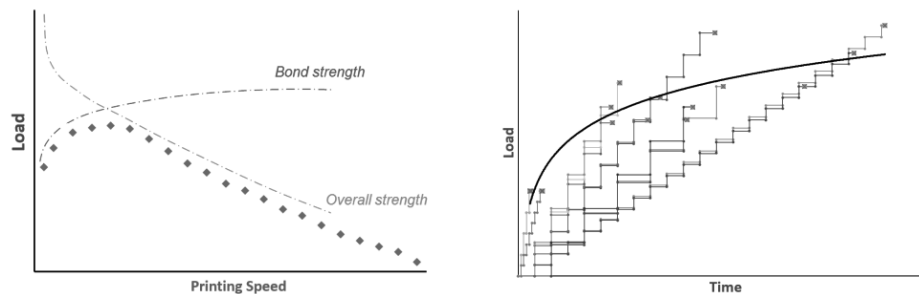 Load
Bond strength
Overall strength
Printing Speed
Load
Time